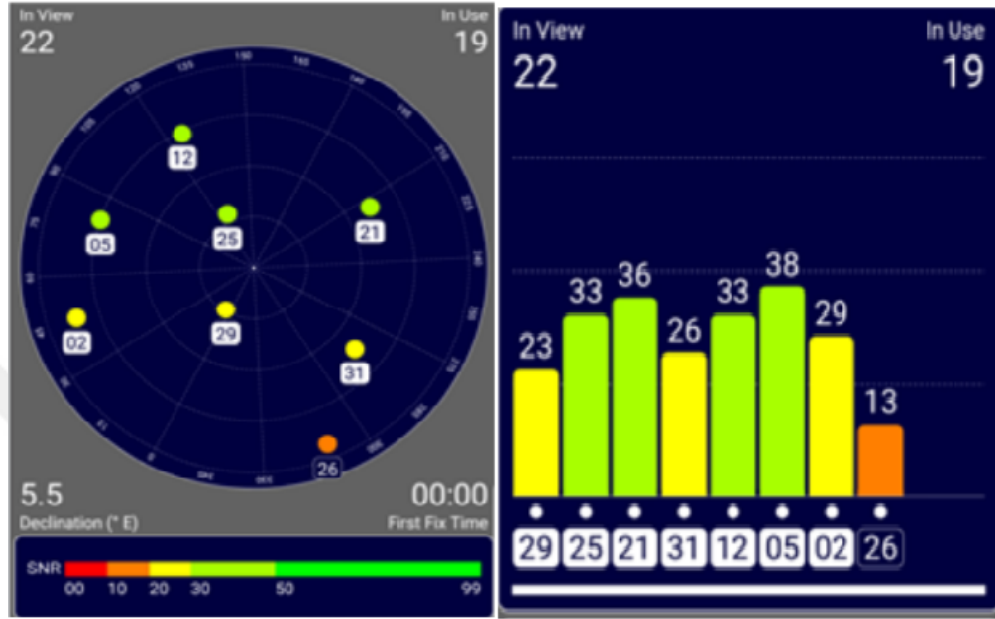 In View
In Use
22
19
12
05
25
21
02
29
31
26
5.5
00:00
Declination (° E)
First Fix Time
SNR
00 10 20 30 50 99
In View
In Use
22
19
23 33 36 26 33 38 29 13
29 25 21 31 12 05 02 26